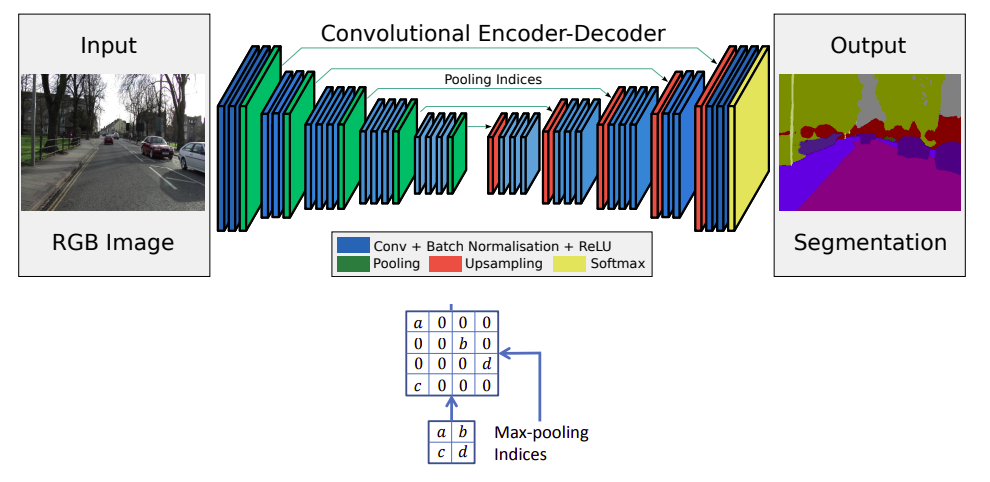 Input
Convolutional Encoder-Decoder
Output
Pooling Indices
RGB Image
Segmentation
Conv + Batch Normalisation + ReLU
Pooling Upsampling Softmax
a 0 0 0
0 0 b 0
0 0 0 d
c 0 0 0
a b
c d
Max-pooling
Indices